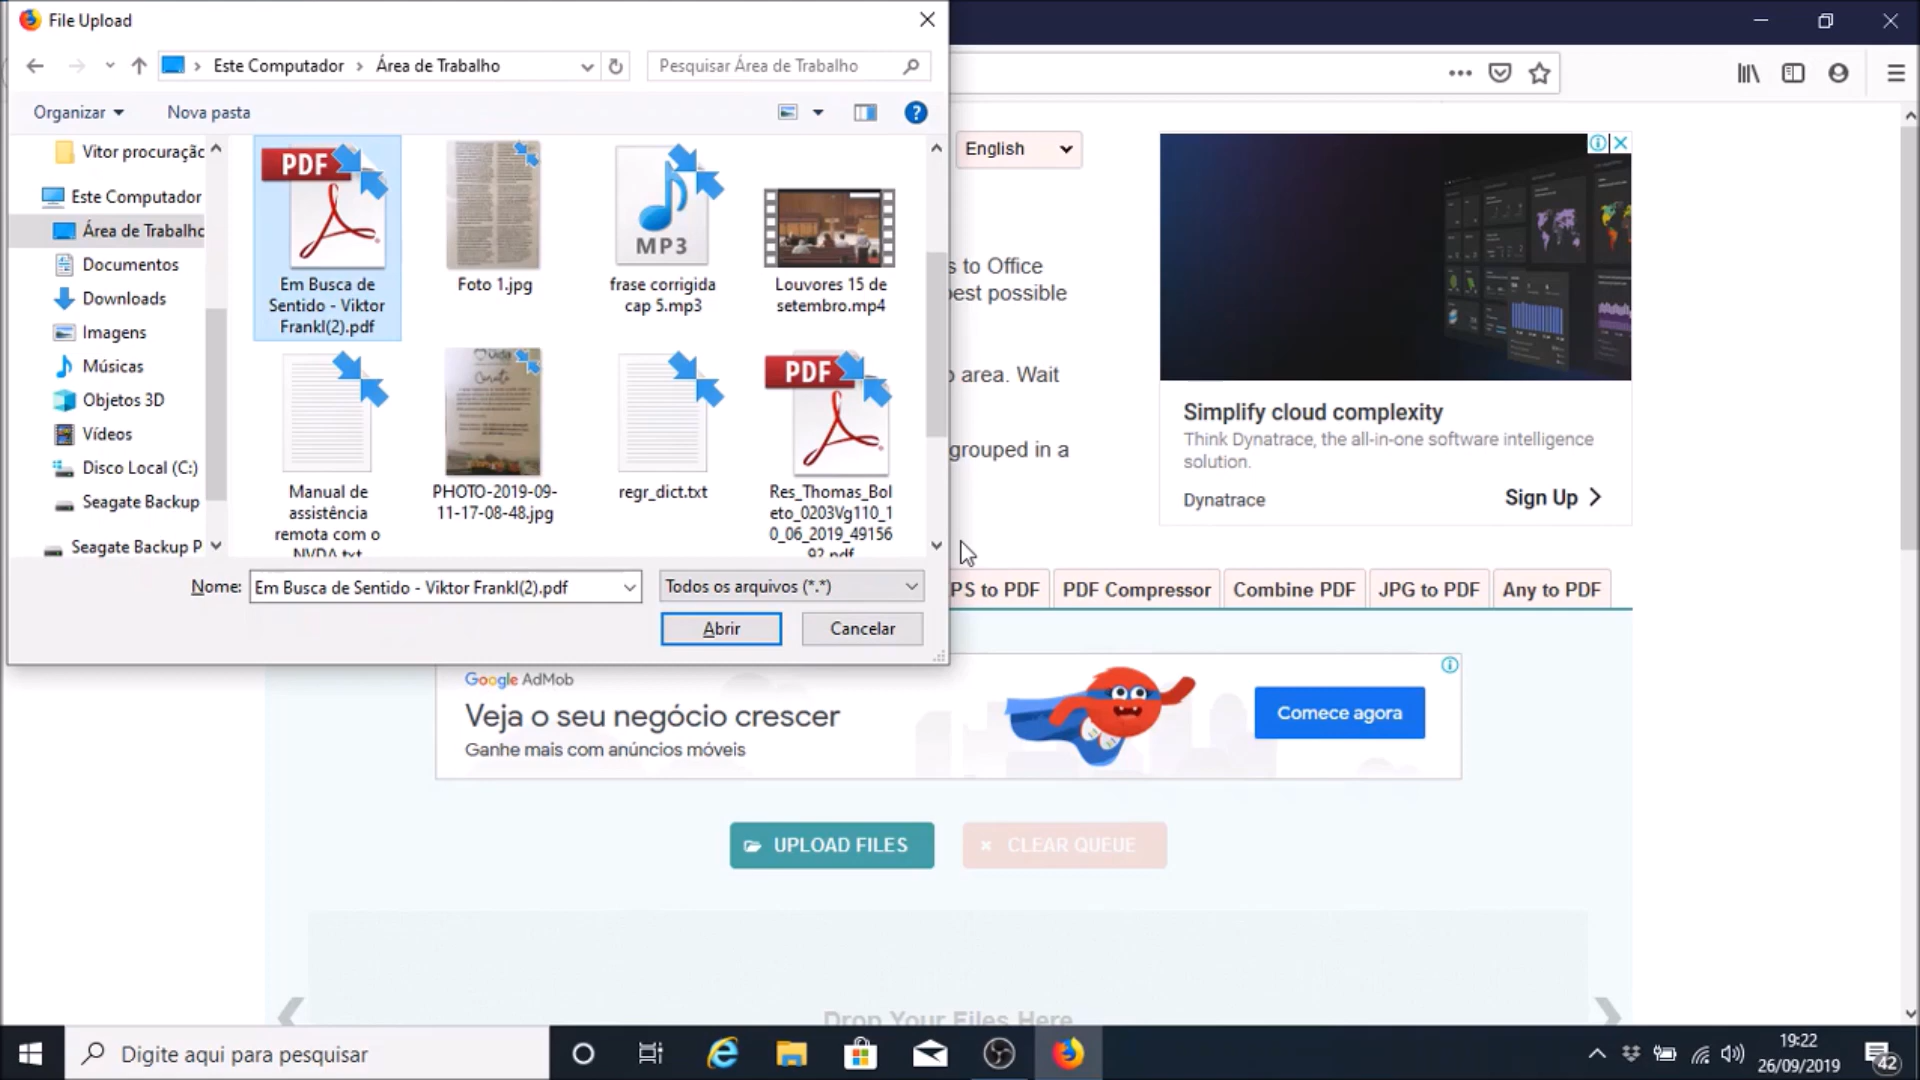 File Upload
Este Computador
Área de Trabalho
Pesquisar Área de Trabalho
Organizar
Nova pasta
Vitor procuraçãc
Este Computador
Área de Trabalho
Documentos
Downloads
Imagens
Músicas
Objetos 3D
Vídeos
Disco Local (C:)
Seagate Backup
Seagate Backup P
PDF
Em Busca de
Sentido - Viktor
Frankl(2).pdf
Foto 1.jpg
MP3
frase corrigida
cap 5.mp3
Louvores 15 de
setembro.mp4
Manual de
assistência
remota com o
NVDA.txt
PHOTO-2019-09-
11-17-08-48.jpg
regr_dict.txt
PDF
Res_Thomas_Bol
eto_0203Vg110_1
0_06_2019_49156
92.pdf
Nome:
Em Busca de Sentido - Viktor Frankl(2).pdf
Todos os arquivos (*.*)
Abrir
Cancelar
English
s to Office
est possible
area. Wait
grouped in a
Simplify cloud complexity
Think Dynatrace, the all-in-one software intelligence
solution.
Dynatrace
Sign Up
PS to PDF
PDF Compressor
Combine PDF
JPG to PDF
Any to PDF
Google AdMob
Veja o seu negócio crescer
Ganhe mais com anúncios móveis
Comece agora
UPLOAD FILES
CLEAR QUEUE
Drop Your Files Here
Digite aqui para pesquisar
19:22
26/09/2019
42